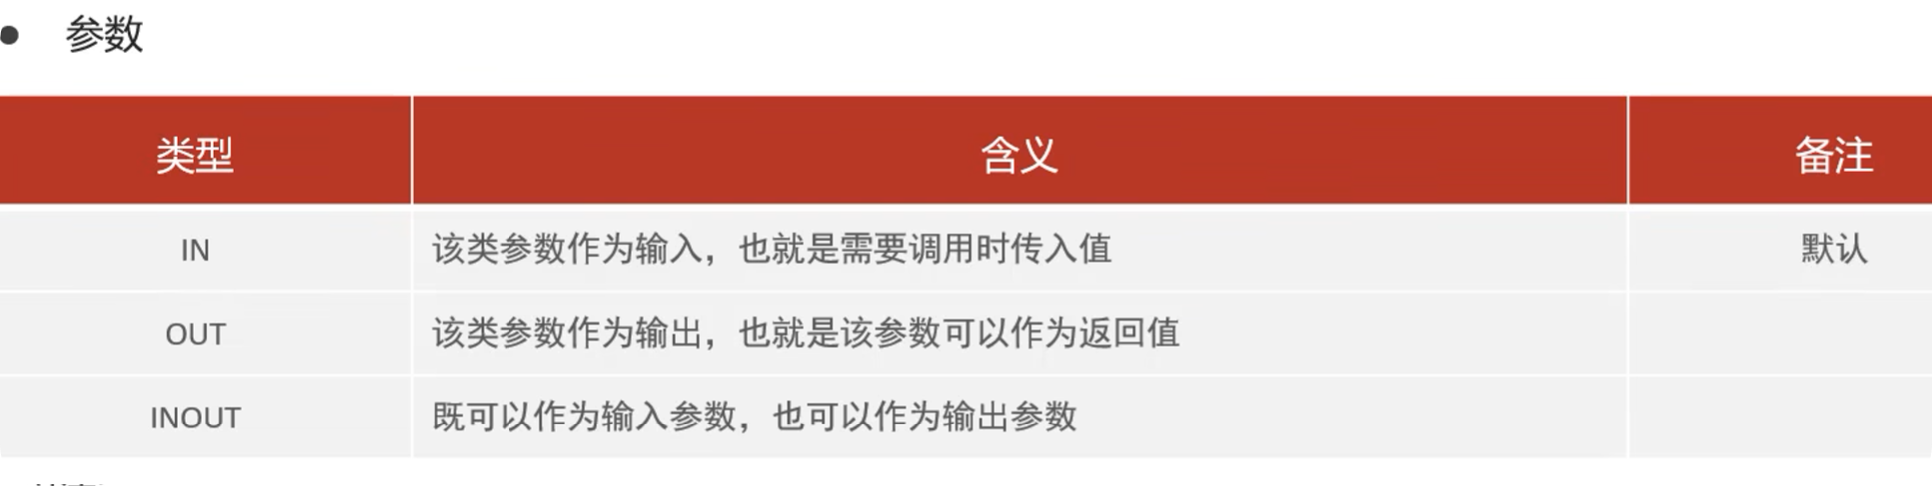 参数
类型 含义 备注
IN 该类参数作为输入，也就是需要调用时传入值 默认
OUT 该类参数作为输出，也就是该参数可以作为返回值
INOUT 既可以作为输入参数，也可以作为输出参数